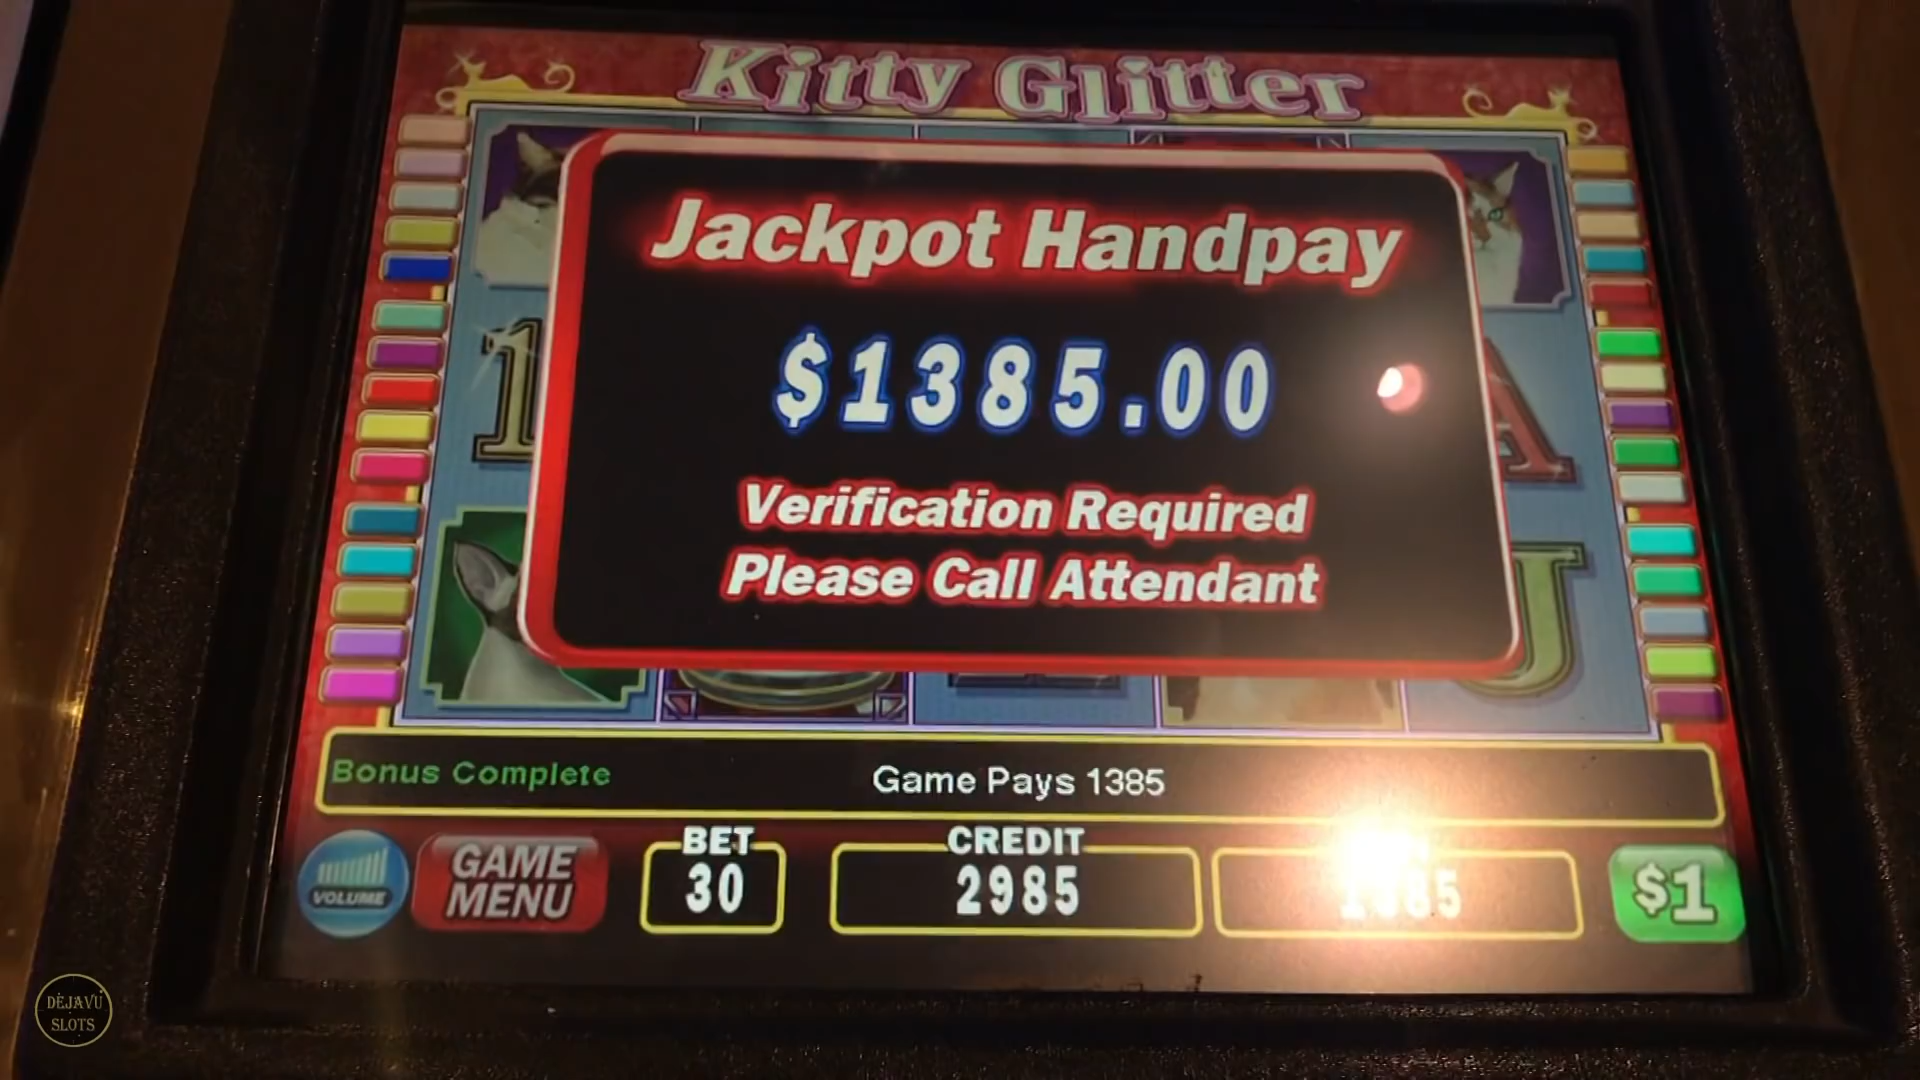 Kitty Glitter
Jackpot Handpay
$1385.00
Verification Required
Please Call Attendant
Bonus Complete
Game Pays 1385
VOLUME
GAME
MENU
BET
30
CREDIT
2985
$1
DEJAVU
SLOTS